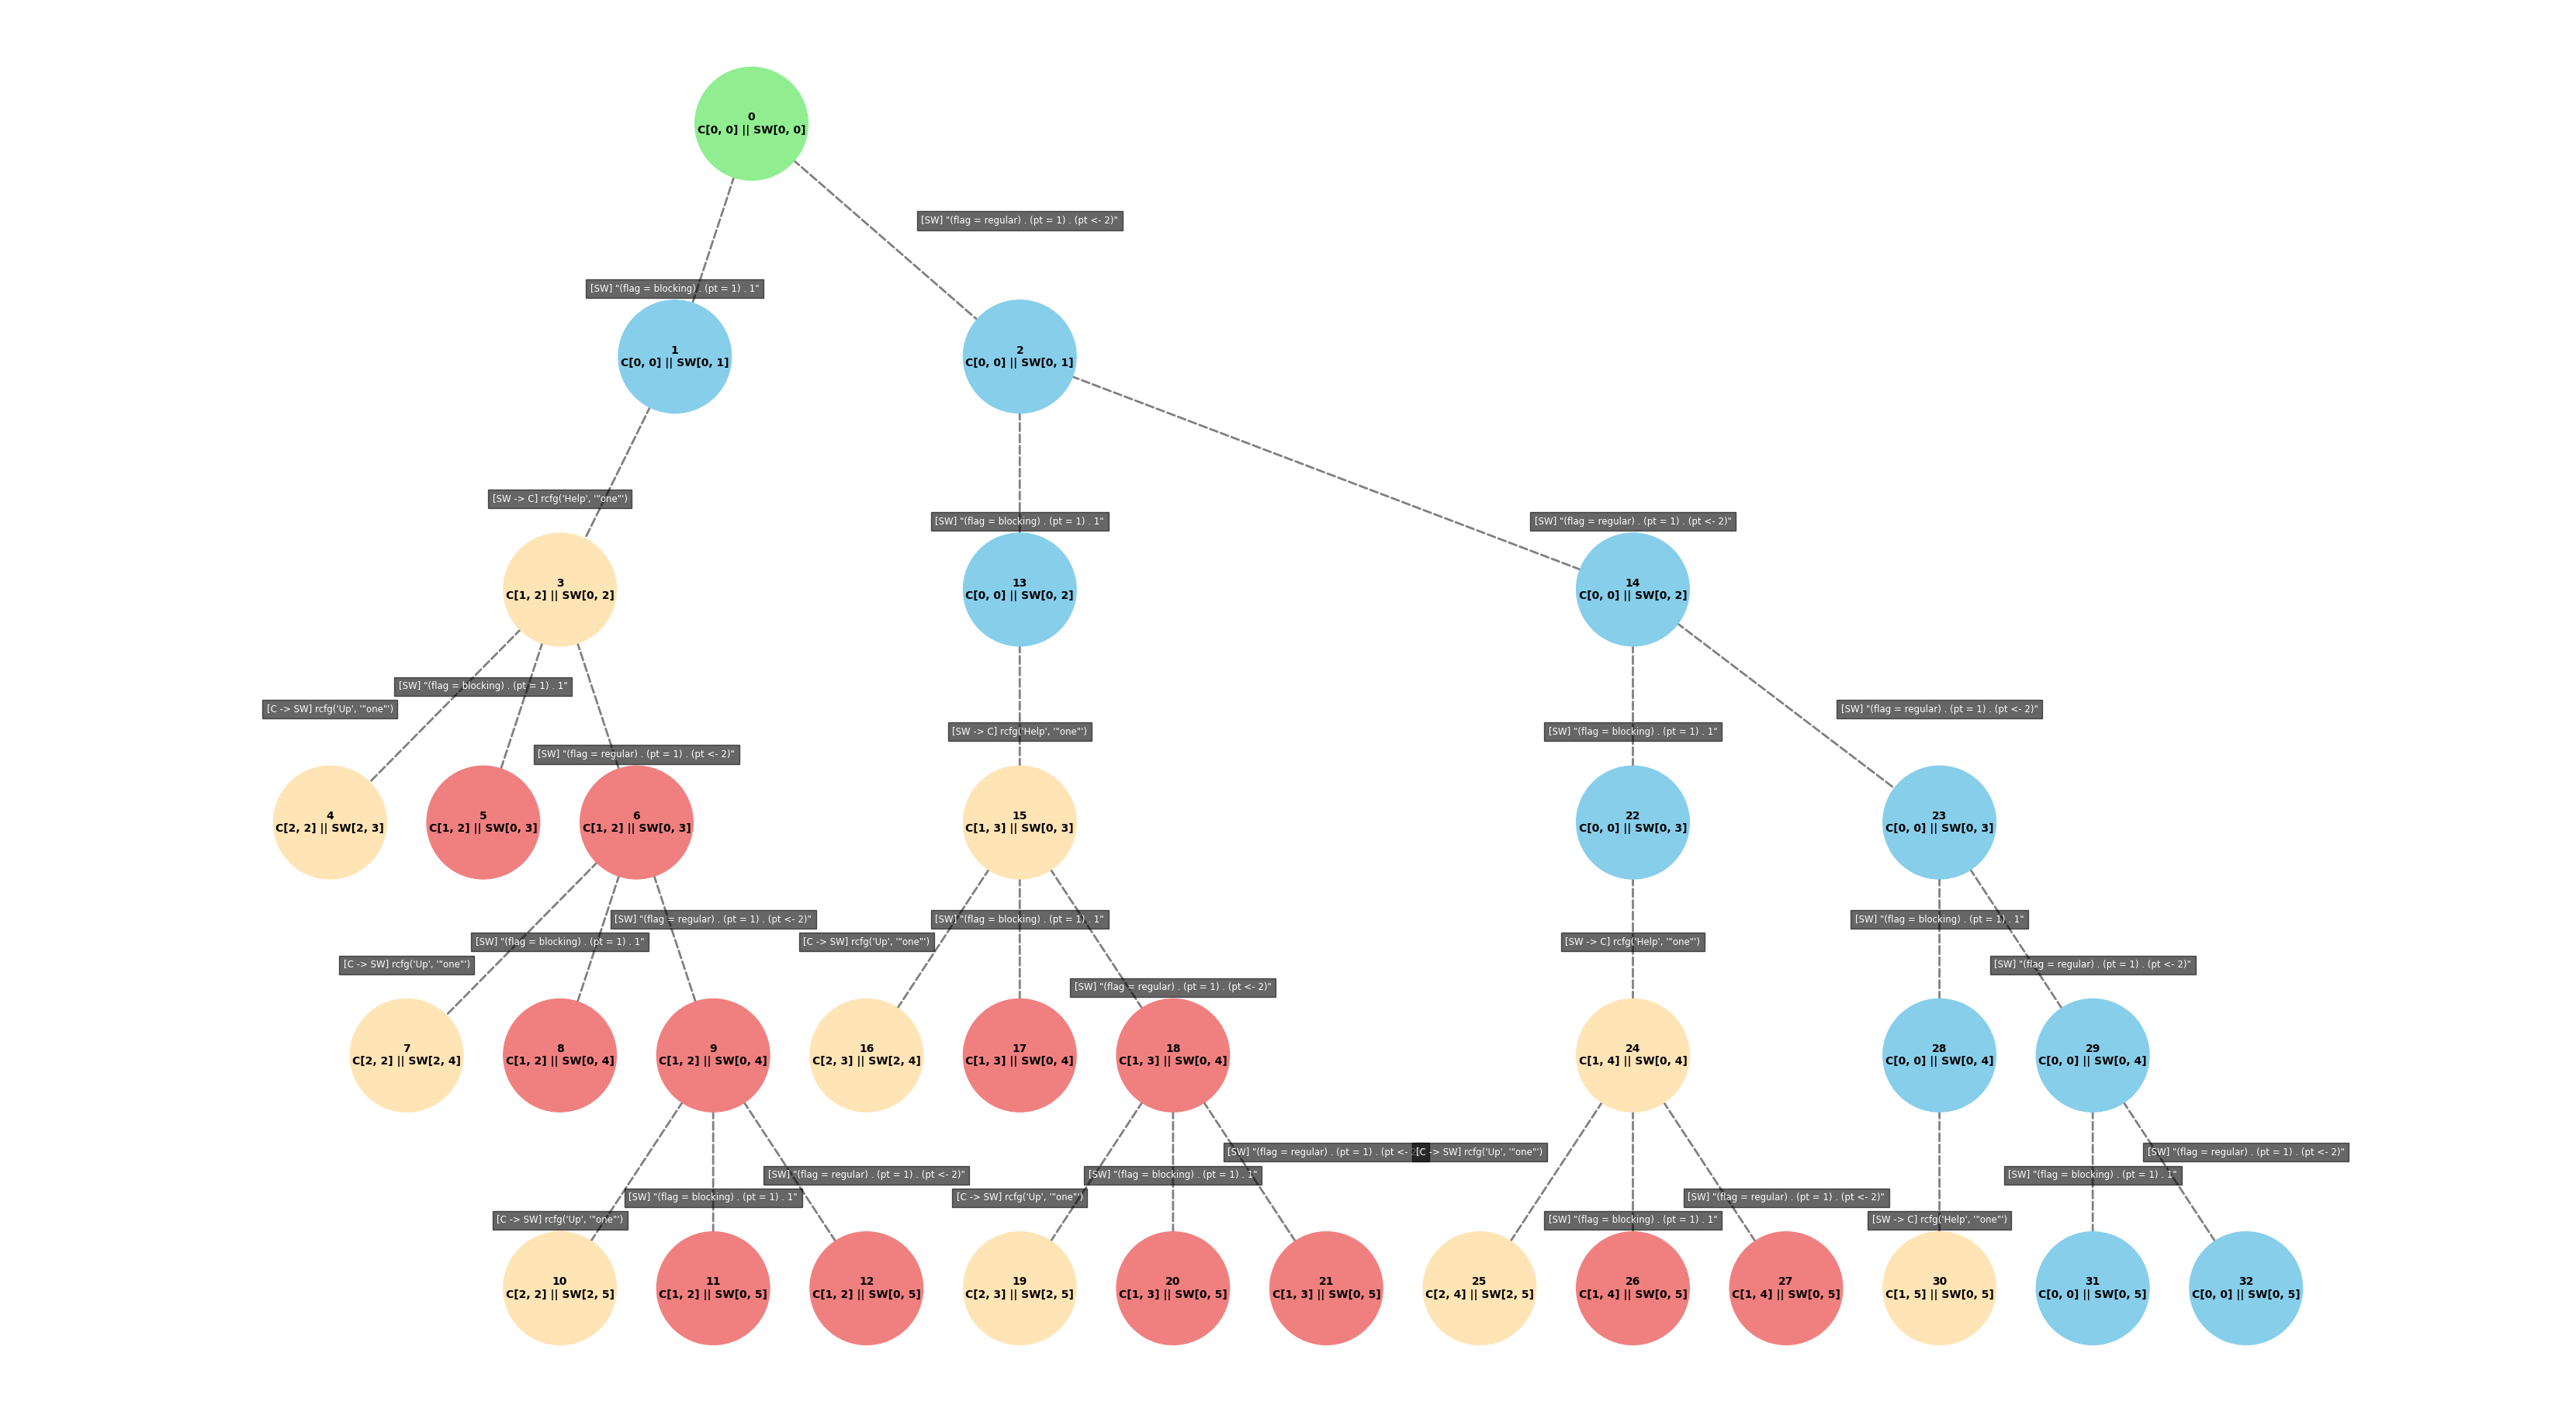 0
C[0, 0] || SW[0, 0]
[SW] "(flag = regular) . (pt = 1) . (pt <- 2)"
[SW] "(flag = blocking) . (pt = 1) . 1"
1
C[0, 0] || SW[0, 1]
2
C[0, 0] || SW[0, 1]
[SW -> C] rcfg('Help', '"one"')
[SW] "(flag = blocking) . (pt = 1) . 1"
[SW] "(flag = regular) . (pt = 1) . (pt <- 2)"
3
C[1, 2] || SW[0, 2]
13
C[0, 0] || SW[0, 2]
14
C[0, 0] || SW[0, 2]
[SW] "(flag = blocking) . (pt = 1) . 1"
[C -> SW] rcfg('Up', '"one"')
[SW] "(flag = regular) . (pt = 1) . (pt <- 2)"
[SW -> C] rcfg('Help', '"one"')
[SW] "(flag = blocking) . (pt = 1) . 1"
[SW] "(flag = regular) . (pt = 1) . (pt <- 2)"
4
C[2, 2] || SW[2, 3]
5
C[1, 2] || SW[0, 3]
6
C[1, 2] || SW[0, 3]
15
C[1, 3] || SW[0, 3]
22
C[0, 0] || SW[0, 3]
23
C[0, 0] || SW[0, 3]
[SW] "(flag = regular) . (pt = 1) . (pt <- 2)"
[SW] "(flag = blocking) . (pt = 1) . 1"
[C -> SW] rcfg('Up', '"one"')
[SW] "(flag = blocking) . (pt = 1) . 1"
[C -> SW] rcfg('Up', '"one"')
[SW] "(flag = regular) . (pt = 1) . (pt <- 2)"
[SW -> C] rcfg('Help', '"one"')
[SW] "(flag = blocking) . (pt = 1) . 1"
[SW] "(flag = regular) . (pt = 1) . (pt <- 2)"
7
C[2, 2] || SW[2, 4]
8
C[1, 2] || SW[0, 4]
9
C[1, 2] || SW[0, 4]
16
C[2, 3] || SW[2, 4]
17
C[1, 3] || SW[0, 4]
18
C[1, 3] || SW[0, 4]
24
C[1, 4] || SW[0, 4]
28
C[0, 0] || SW[0, 4]
29
C[0, 0] || SW[0, 4]
[SW] "(flag = regular) . (pt = 1) . (pt <- 2)"
[SW] "(flag = blocking) . (pt = 1) . 1"
[C -> SW] rcfg('Up', '"one"')
[SW] "(flag = regular) . (pt = 1) . (pt <-
[SW] "(flag = blocking) . (pt = 1) . 1"
[C -> SW] rcfg('Up', '"one"')
[C -> SW] rcfg('Up', '"one"')
[SW] "(flag = regular) . (pt = 1) . (pt <- 2)"
[SW] "(flag = blocking) . (pt = 1) . 1"
[SW -> C] rcfg('Help', '"one"')
[SW] "(flag = regular) . (pt = 1) . (pt <- 2)"
[SW] "(flag = blocking) . (pt = 1) . 1"
10
C[2, 2] || SW[2, 5]
11
C[1, 2] || SW[0, 5]
12
C[1, 2] || SW[0, 5]
19
C[2, 3] || SW[2, 5]
20
C[1, 3] || SW[0, 5]
21
C[1, 3] || SW[0, 5]
25
C[2, 4] || SW[2, 5]
26
C[1, 4] || SW[0, 5]
27
C[1, 4] || SW[0, 5]
30
C[1, 5] || SW[0, 5]
31
C[0, 0] || SW[0, 5]
32
C[0, 0] || SW[0, 5]